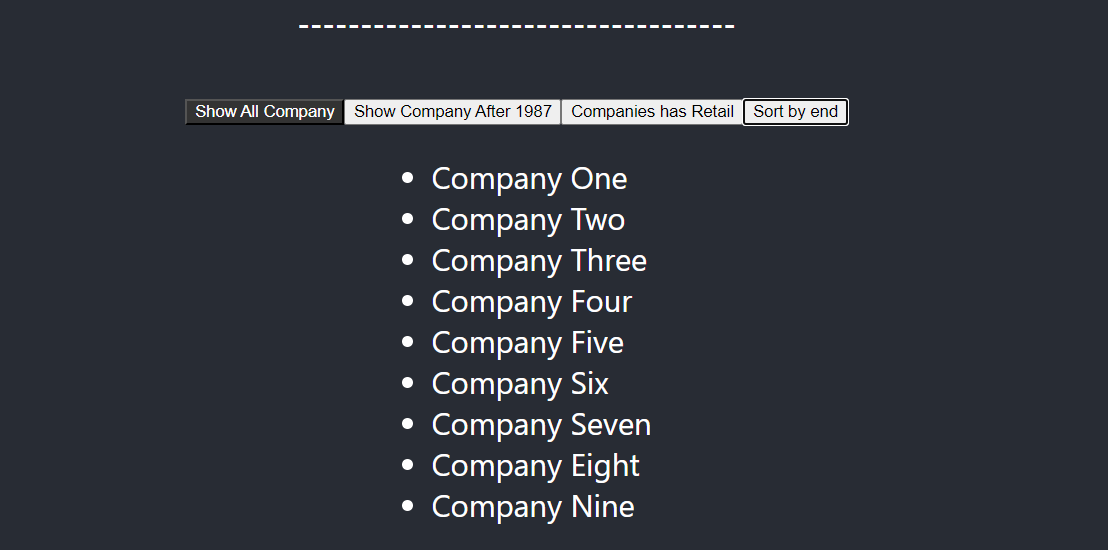 -----------------------------------
Show All Company Show Company After 1987 Companies has Retail Sort by end
Company One
Company Two
Company Three
Company Four
Company Five
Company Six
Company Seven
Company Eight
Company Nine